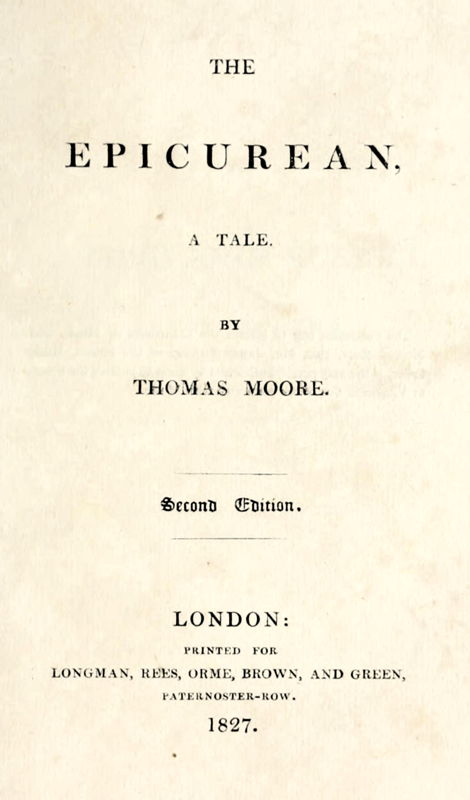 THE
EPICUREAN,
A TALE.
BY
THOMAS MOORE.
Second Edition.
LONDON:
PRINTED FOR
LONGMAN, REES, ORME, BROWN, AND GREEN,
PATERNOSTER-ROW.
1827.